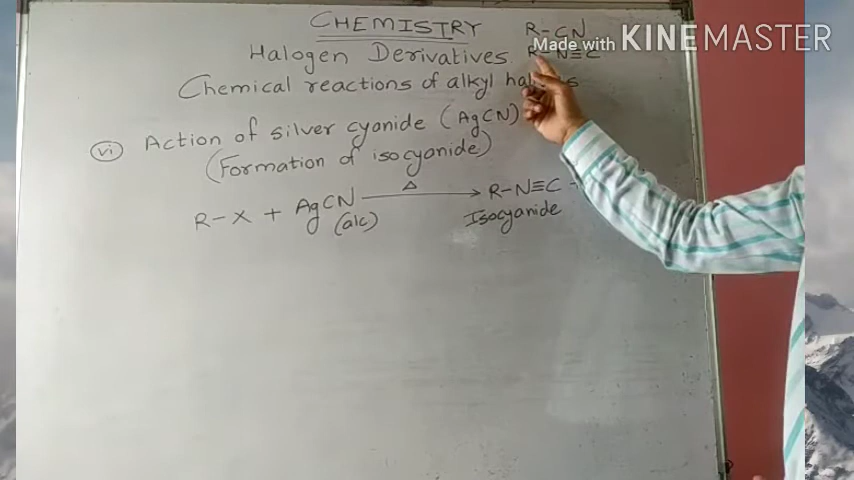 CHEMISTRY
R-CN
Made with KINEMASTER
R-N≡C
Halogen Derivatives
Chemical reactions of alkyl
(vi) Action of silver cyanide (AgCN)
(Formation of isocyanide)
R-X + AgCN (alc) —Δ→ R-N≡C
Isocyanide